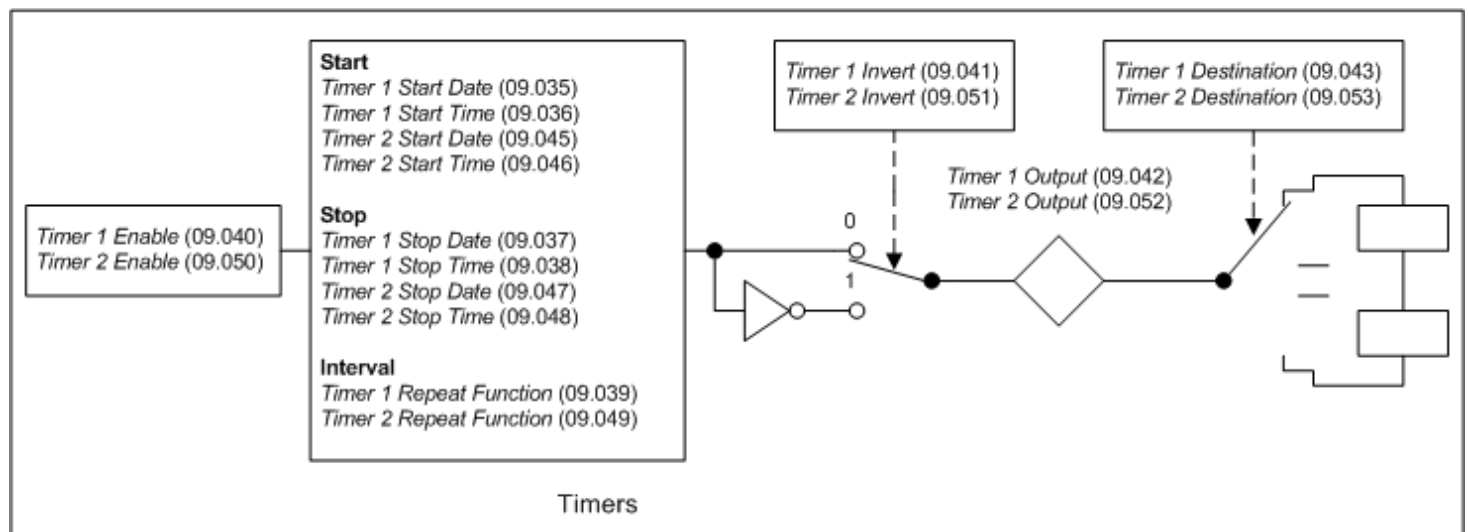 Timer 1 Enable (09.040)
Timer 2 Enable (09.050)
Start
Timer 1 Start Date (09.035)
Timer 1 Start Time (09.036)
Timer 2 Start Date (09.045)
Timer 2 Start Time (09.046)
Stop
Timer 1 Stop Date (09.037)
Timer 1 Stop Time (09.038)
Timer 2 Stop Date (09.047)
Timer 2 Stop Time (09.048)
Interval
Timer 1 Repeat Function (09.039)
Timer 2 Repeat Function (09.049)
0
1
Timer 1 Invert (09.041)
Timer 2 Invert (09.051)
Timer 1 Output (09.042)
Timer 2 Output (09.052)
Timer 1 Destination (09.043)
Timer 2 Destination (09.053)
Timers